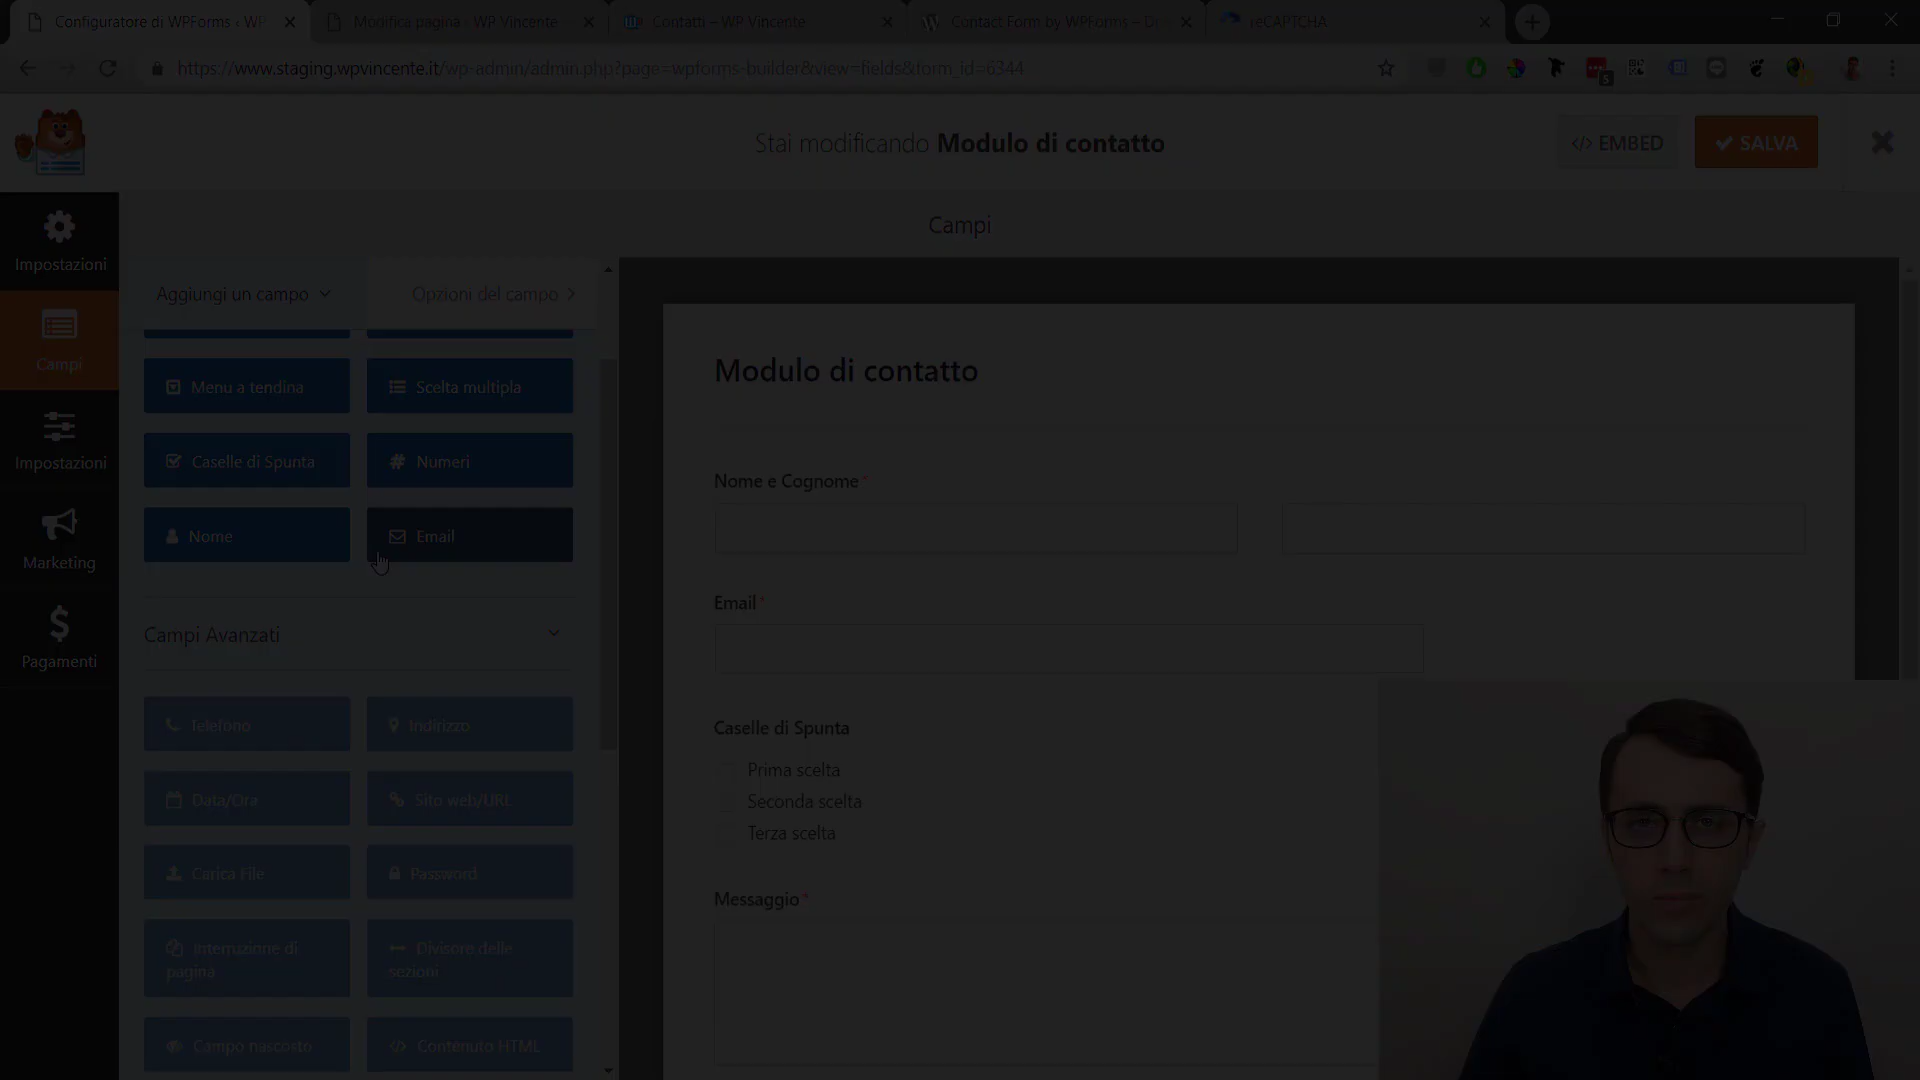 Configuratore di WPForms ‹ WP
Modifica pagina ‹ WP Vincente
Contatti – WP Vincente
Contact Form by WPForms – Dr
reCAPTCHA
https://www.staging.wpvincente.it/wp-admin/admin.php?page=wpforms-builder&view=fields&form_id=6344
5
Stai modificando Modulo di contatto
</> EMBED
SALVA
Impostazioni
Campi
Impostazioni
Marketing
Pagamenti
Campi
Aggiungi un campo
Opzioni del campo
Menu a tendina
Scelta multipla
Caselle di Spunta
Numeri
Nome
Email
Campi Avanzati
Telefono
Indirizzo
Data/Ora
Sito web/URL
Carica File
Password
Interruzione di
pagina
Divisore delle
sezioni
Campo nascosto
Contenuto HTML
Modulo di contatto
Nome e Cognome *
Email *
Caselle di Spunta
Prima scelta
Seconda scelta
Terza scelta
Messaggio *